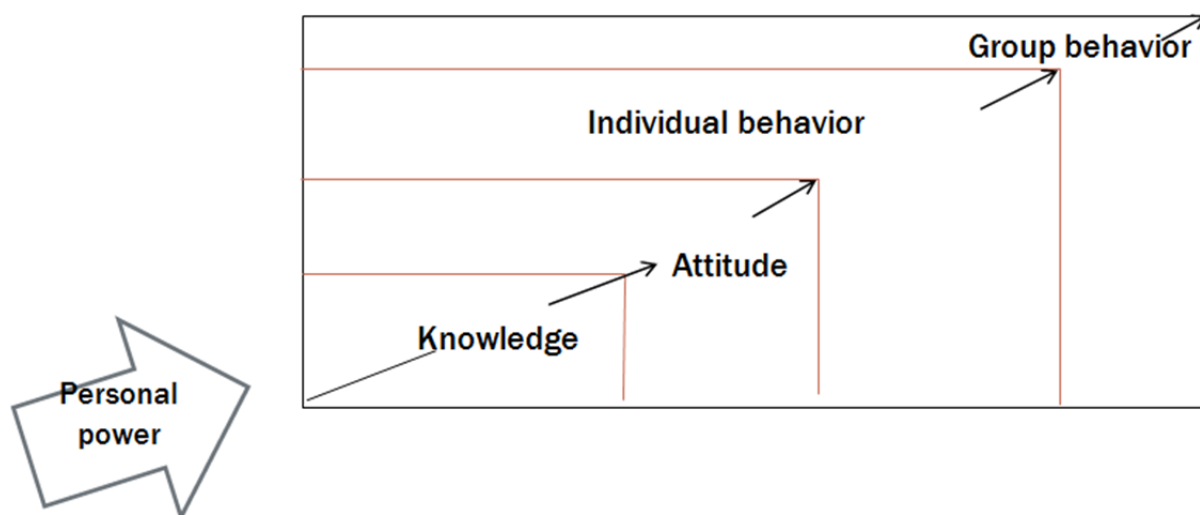 Group behavior
Individual behavior
Attitude
Knowledge
Personal
power